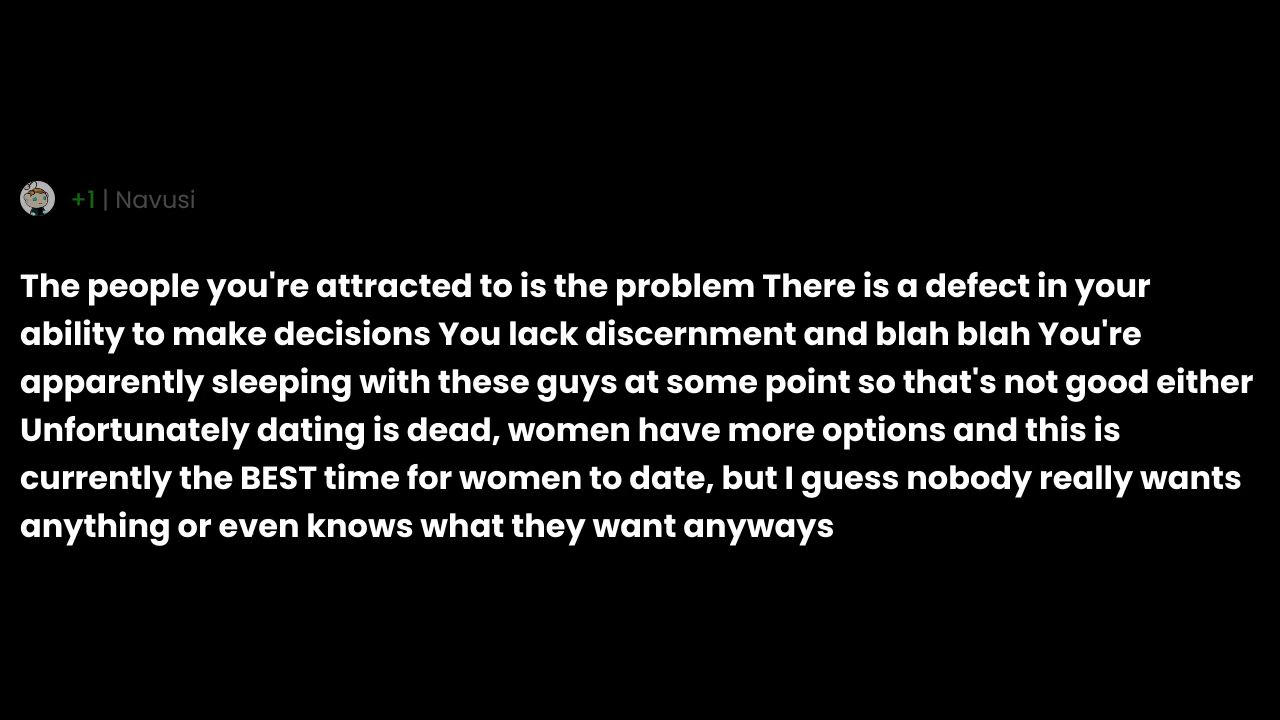 +1 | Navusi
The people you're attracted to is the problem There is a defect in your
ability to make decisions You lack discernment and blah blah You're
apparently sleeping with these guys at some point so that's not good either
Unfortunately dating is dead, women have more options and this is
currently the BEST time for women to date, but I guess nobody really wants
anything or even knows what they want anyways